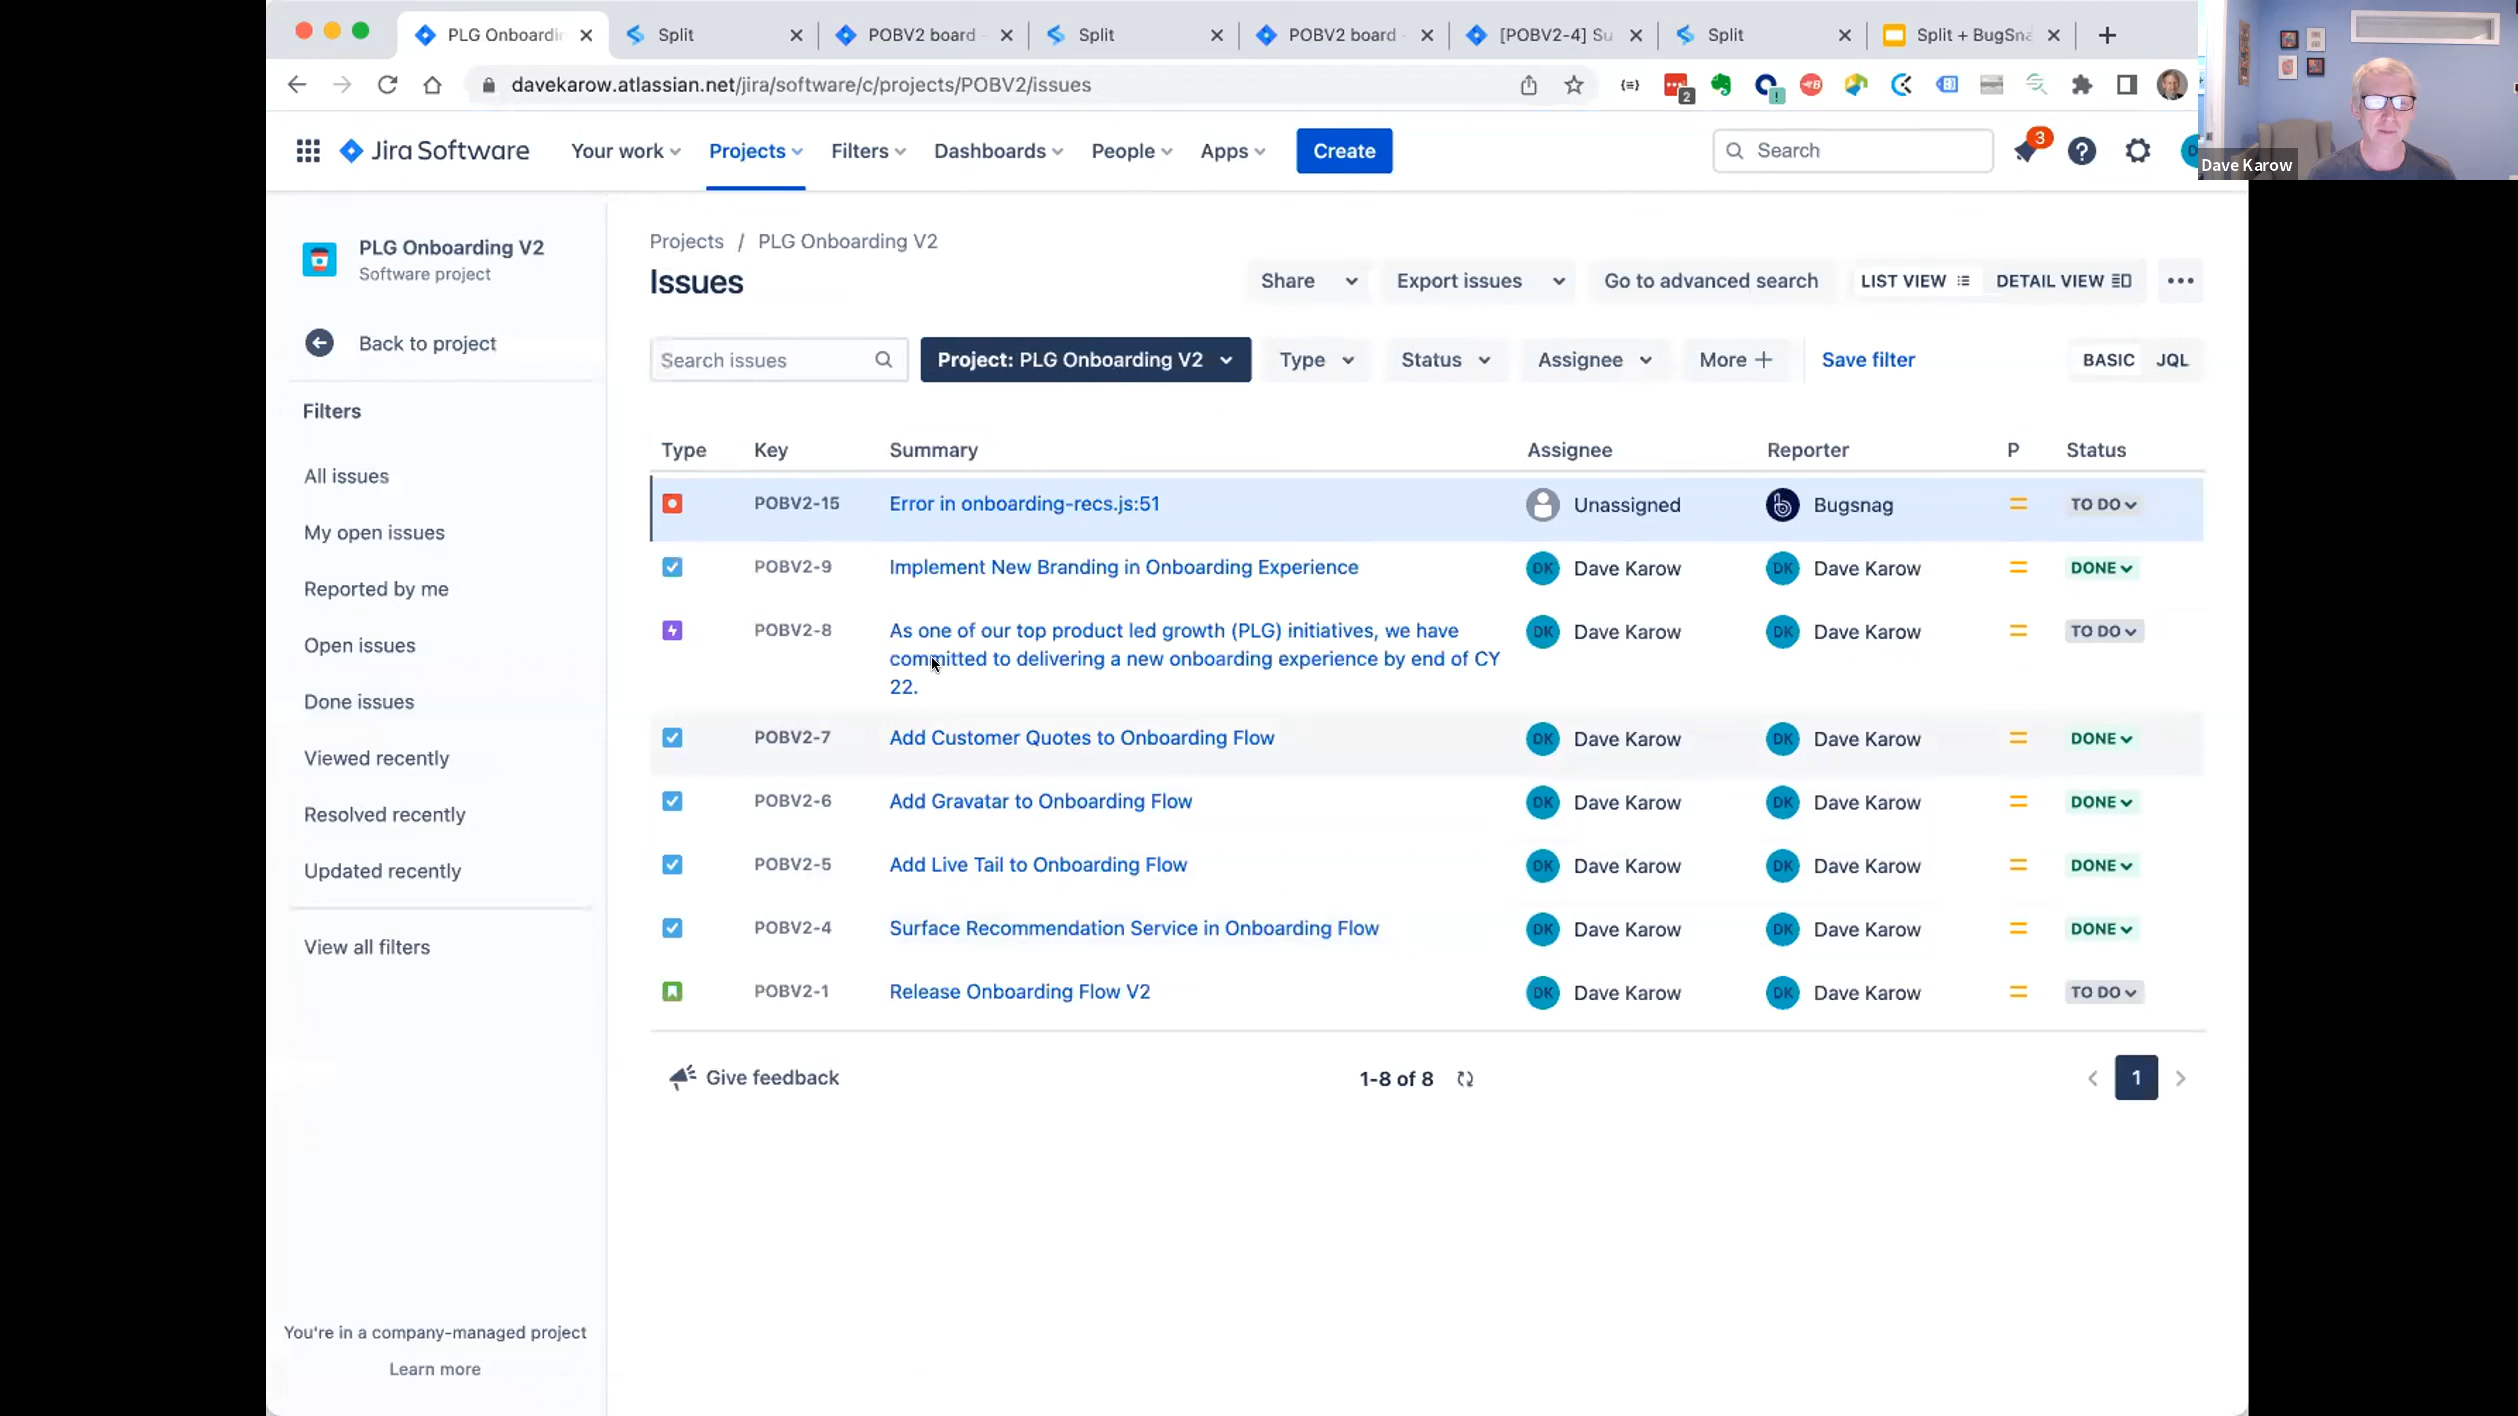 PLG Onboardi
Split
POBV2 board -
Split
POBV2 board -
[POBV2-4] Su
Split
Split + BugSna
davekarow.atlassian.net/jira/software/c/projects/POBV2/issues
2
Jira Software
Your work
Projects
Filters
Dashboards
People
Apps
Create
Search
3
Dave Karow
PLG Onboarding V2
Software project
Back to project
Filters
All issues
My open issues
Reported by me
Open issues
Done issues
Viewed recently
Resolved recently
Updated recently
View all filters
You're in a company-managed project
Learn more
Projects / PLG Onboarding V2
Issues
Share
Export issues
Go to advanced search
LIST VIEW
DETAIL VIEW
Search issues
Project: PLG Onboarding V2
Type
Status
Assignee
More +
Save filter
BASIC
JQL
Type Key Summary Assignee Reporter P Status
POBV2-15 Error in onboarding-recs.js:51 Unassigned Bugsnag TO DO
POBV2-9 Implement New Branding in Onboarding Experience DK Dave Karow DK Dave Karow DONE
POBV2-8 As one of our top product led growth (PLG) initiatives, we have DK Dave Karow DK Dave Karow TO DO
committed to delivering a new onboarding experience by end of CY
22.
POBV2-7 Add Customer Quotes to Onboarding Flow DK Dave Karow DK Dave Karow DONE
POBV2-6 Add Gravatar to Onboarding Flow DK Dave Karow DK Dave Karow DONE
POBV2-5 Add Live Tail to Onboarding Flow DK Dave Karow DK Dave Karow DONE
POBV2-4 Surface Recommendation Service in Onboarding Flow DK Dave Karow DK Dave Karow DONE
POBV2-1 Release Onboarding Flow V2 DK Dave Karow DK Dave Karow TO DO
Give feedback
1-8 of 8
1